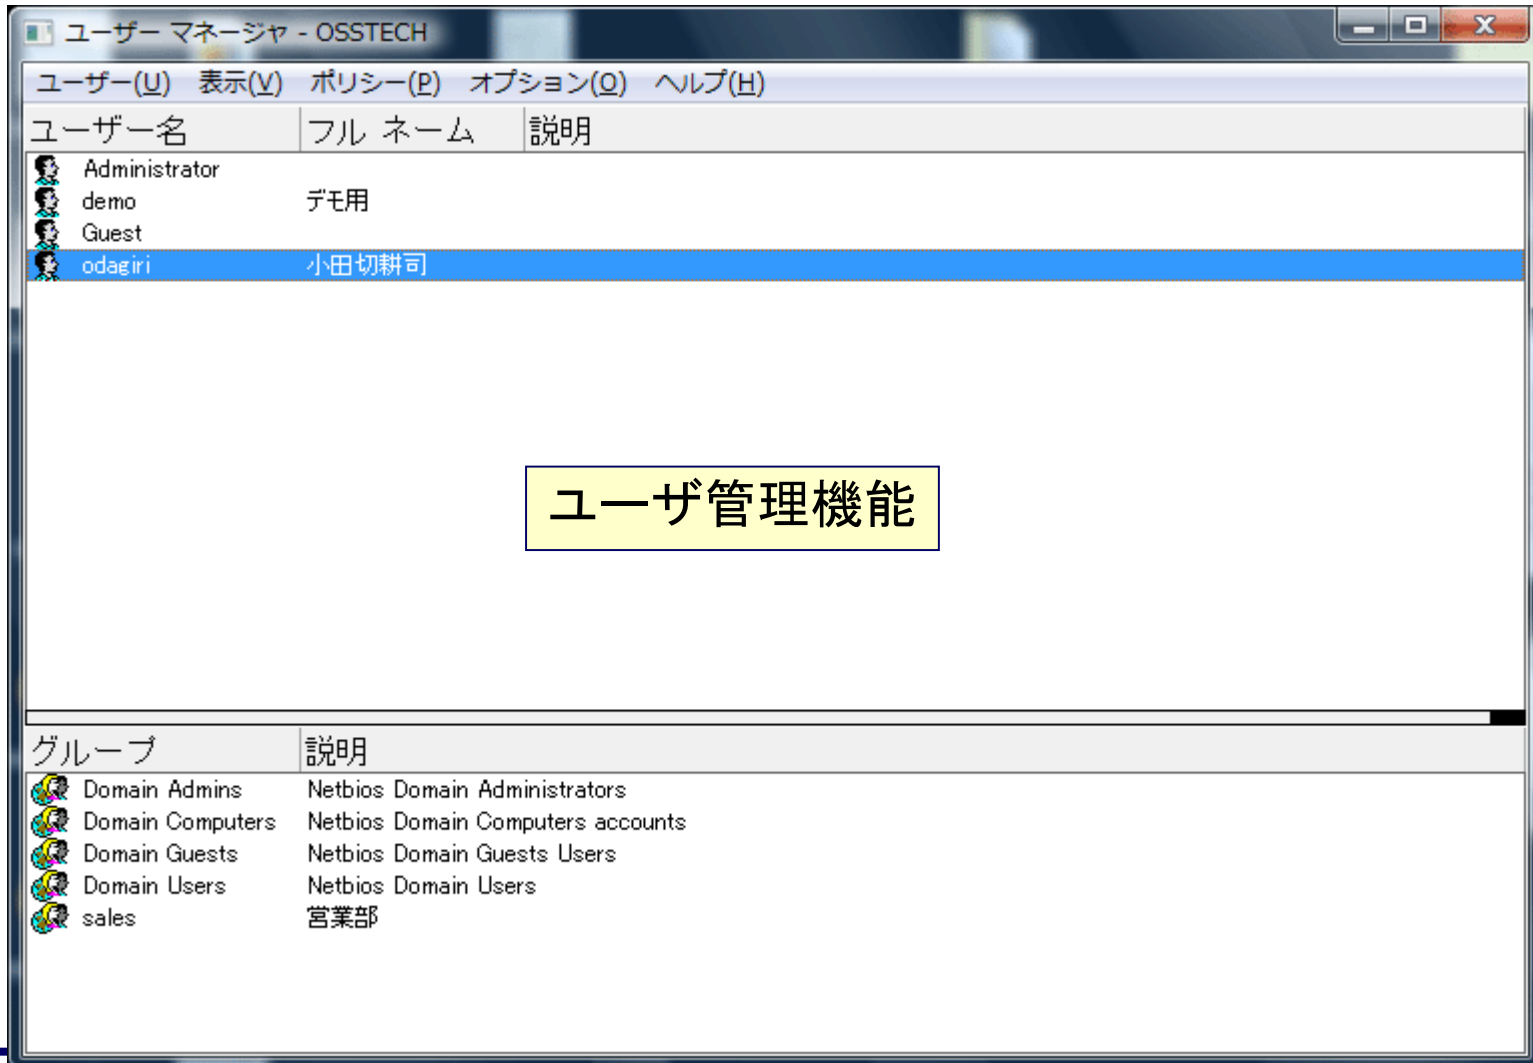 ユーザー マネージャ - OSSTECH
ユーザー(U) 表示(V) ポリシー(P) オプション(O) ヘルプ(H)
ユーザー名 フル ネーム 説明
Administrator
demo デモ用
Guest
odagiri 小田切耕司
ユーザ管理機能
グループ 説明
Domain Admins Netbios Domain Administrators
Domain Computers Netbios Domain Computers accounts
Domain Guests Netbios Domain Guests Users
Domain Users Netbios Domain Users
sales 営業部